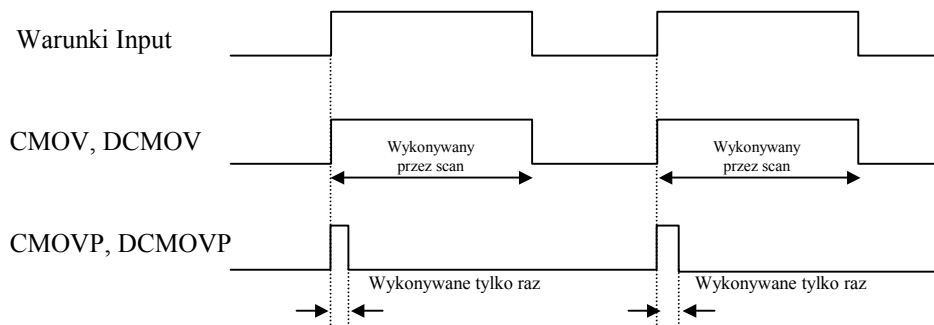 Warunki Input
CMOV, DCMOV
Wykonywany
przez scan
Wykonywany
przez scan
CMOVP, DCMOVP
Wykonywane tylko raz
Wykonywane tylko raz